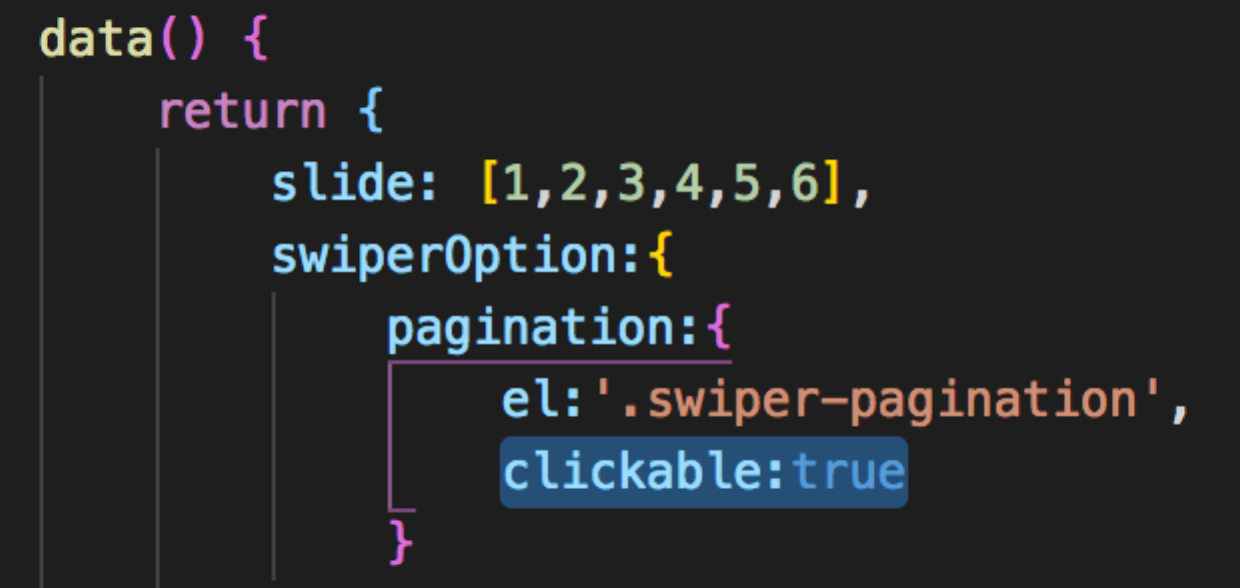 data() {
return {
slide: [1,2,3,4,5,6],
swiperOption:{
pagination:{
el:'.swiper-pagination',
clickable:true
}